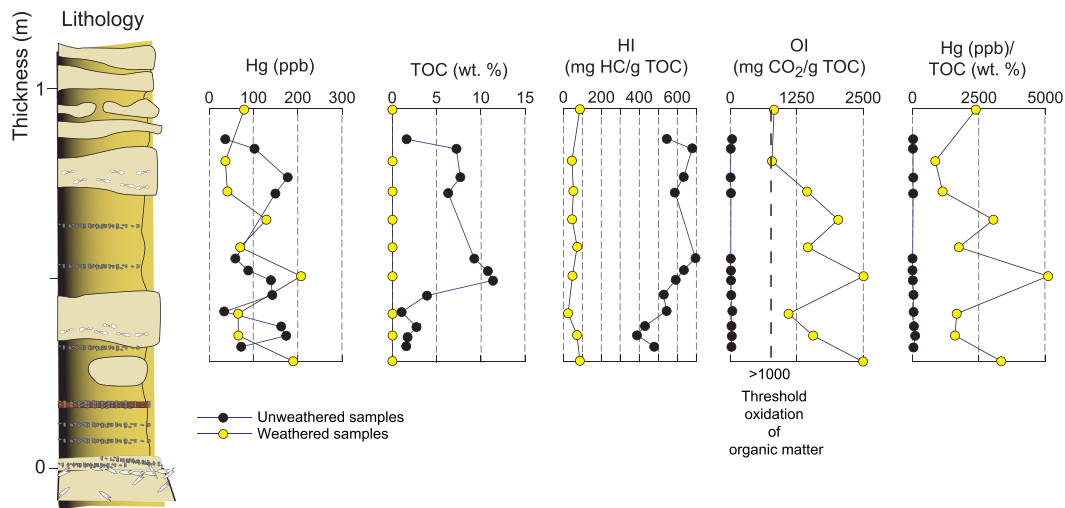 Lithology
Thickness (m)
1
0
Hg (ppb)
0 100 200 300
TOC (wt. %)
0 5 10 15
HI
(mg HC/g TOC)
0 200 400 600
OI
(mg CO2/g TOC)
0 1250 2500
Hg (ppb)/
TOC (wt. %)
0 2500 5000
>1000
Threshold
oxidation
of
organic matter
Unweathered samples
Weathered samples